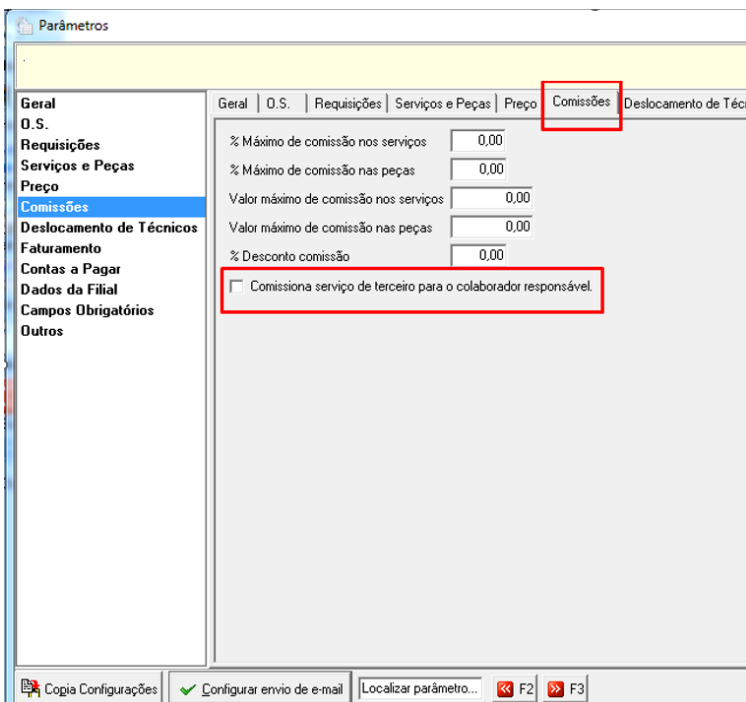 Parâmetros
.
Geral
O.S.
Requisições
Serviços e Peças
Preço
Comissões
Deslocamento de Técnicos
Faturamento
Contas a Pagar
Dados da Filial
Campos Obrigatórios
Outros
Geral O.S. Requisições Serviços e Peças Preço Comissões Deslocamento de Téc
% Máximo de comissão nos serviços 0,00
% Máximo de comissão nas peças 0,00
Valor máximo de comissão nos serviços 0,00
Valor máximo de comissão nas peças 0,00
% Desconto comissão 0,00
Comissiona serviço de terceiro para o colaborador responsável.
Copia Configurações Configurar envio de e-mail Localizar parâmetro... F2 F3